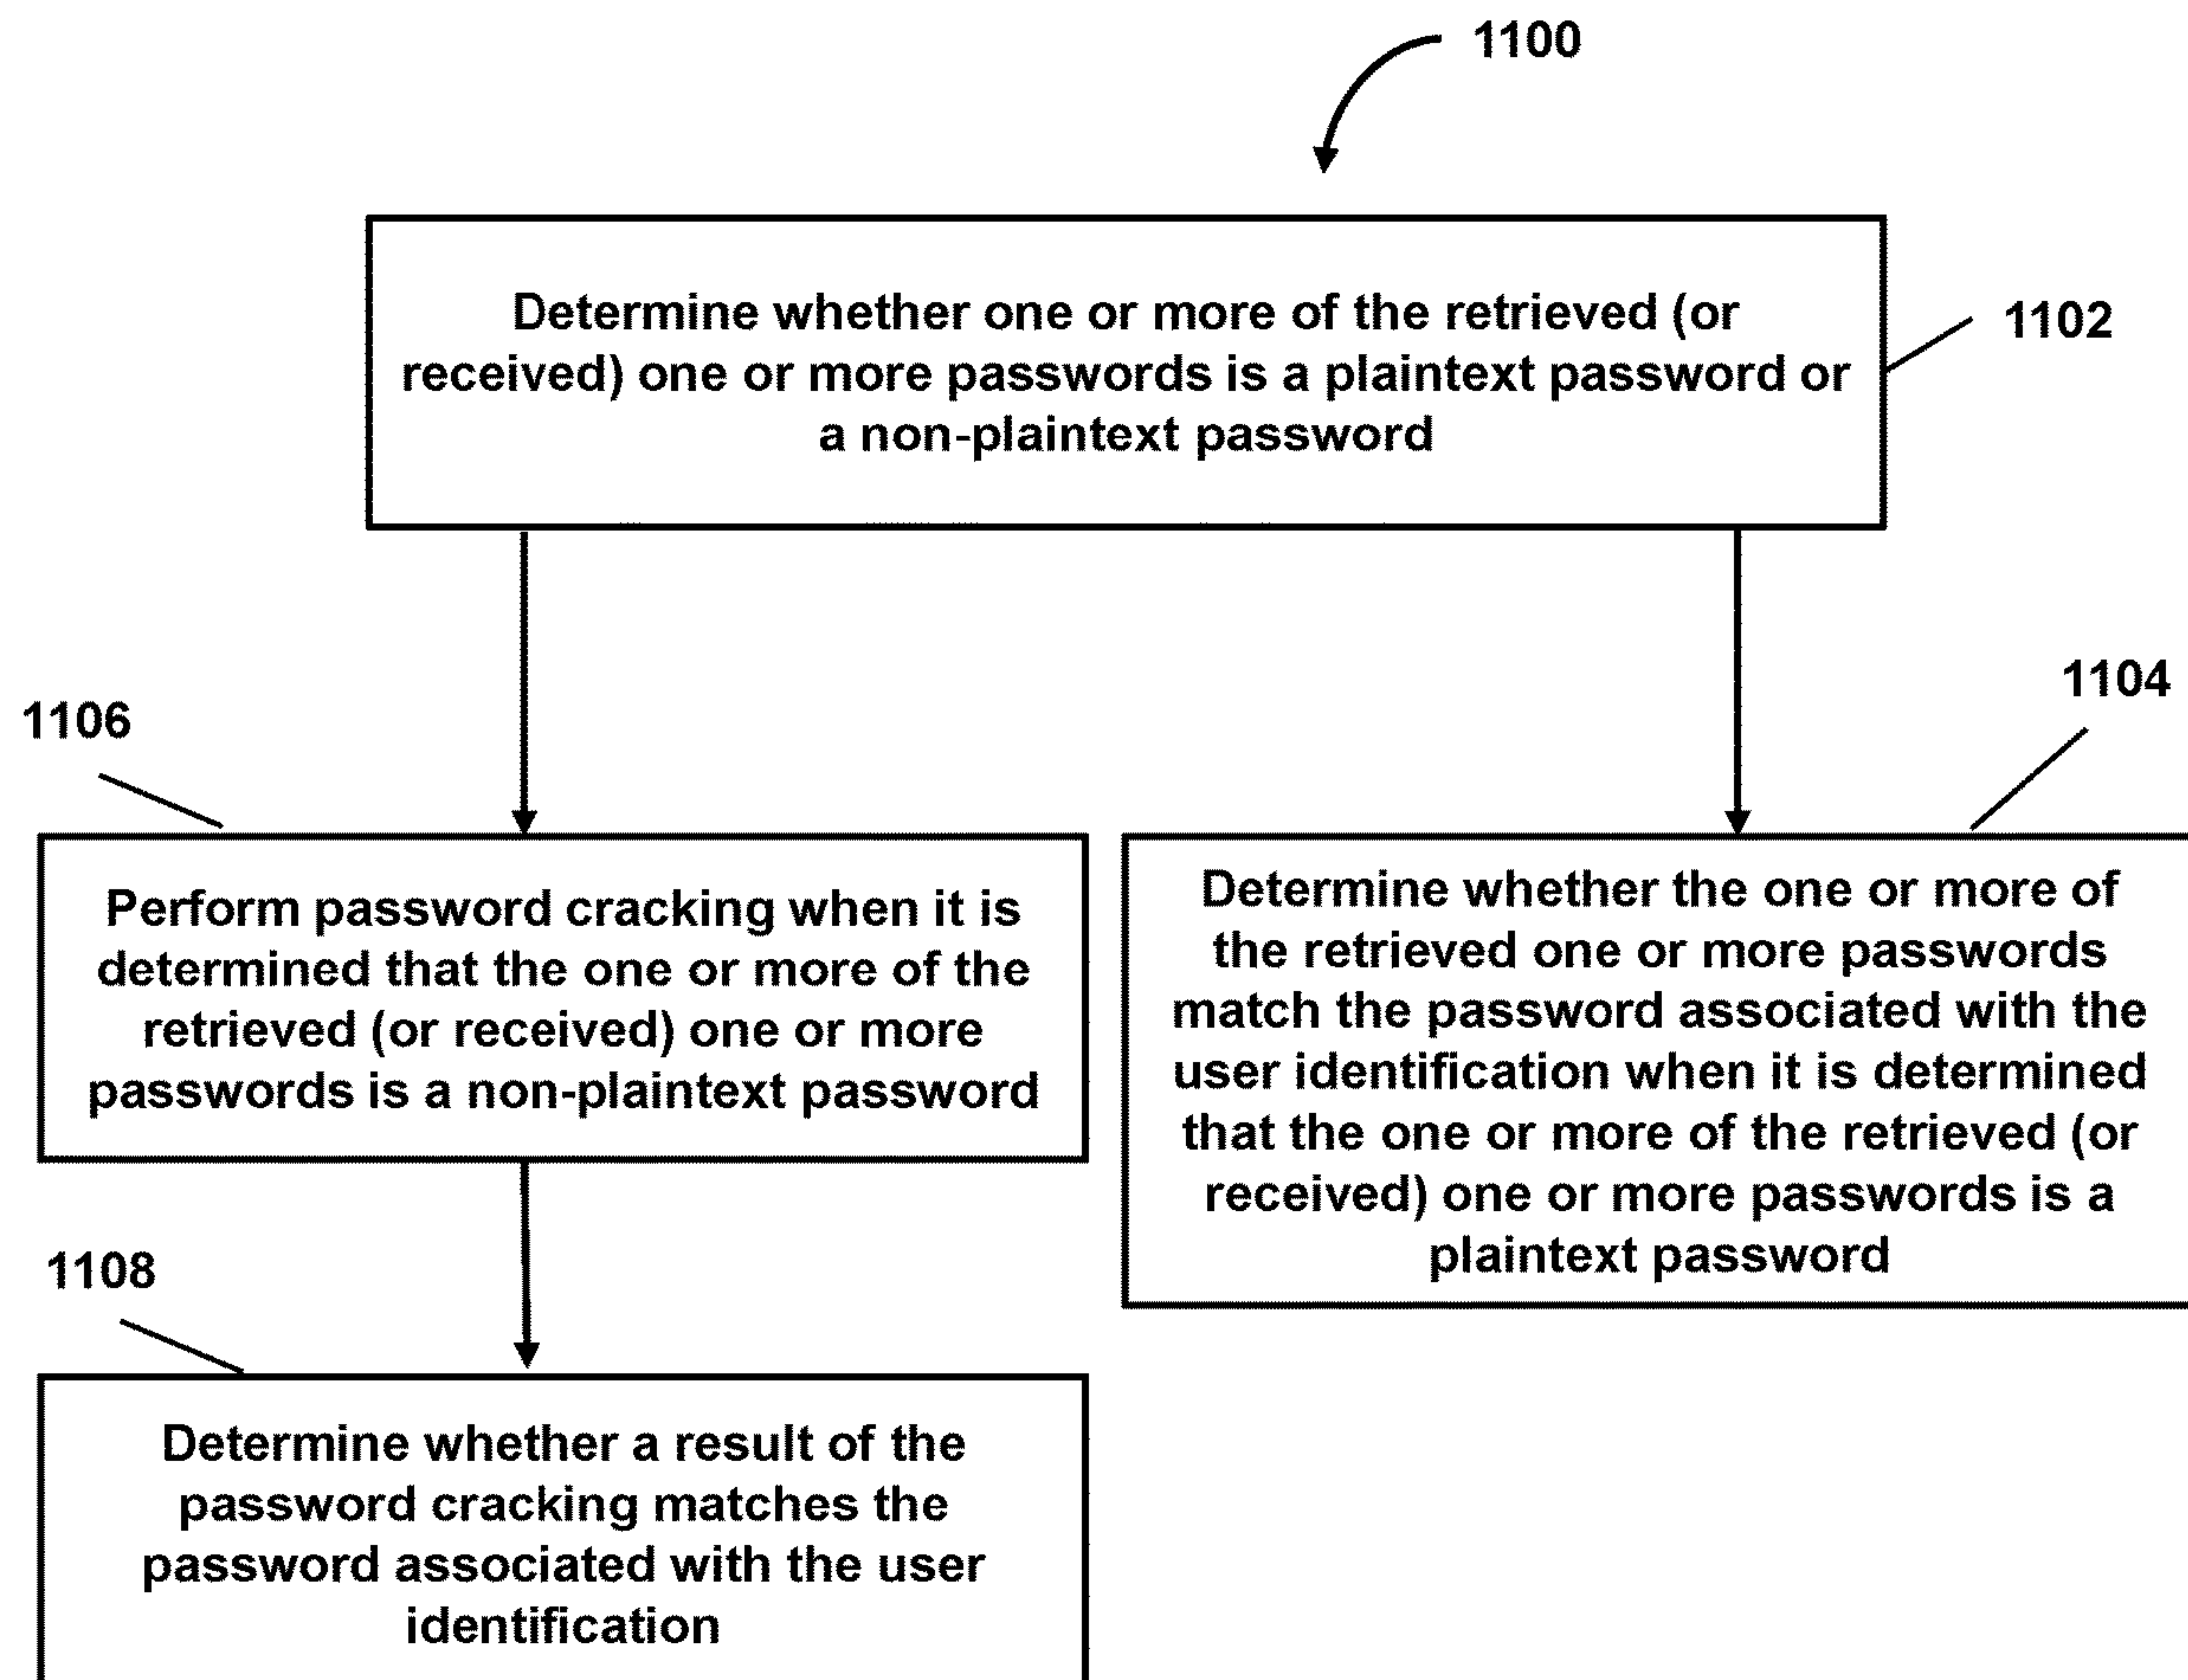 1100
Determine whether one or more of the retrieved (or
received) one or more passwords is a plaintext password or
a non-plaintext password
1102
1106
1104
Perform password cracking when it is
determined that the one or more of the
retrieved (or received) one or more
passwords is a non-plaintext password
Determine whether the one or more of
the retrieved one or more passwords
match the password associated with the
user identification when it is determined
that the one or more of the retrieved (or
received) one or more passwords is a
plaintext password
1108
Determine whether a result of the
password cracking matches the
password associated with the user
identification